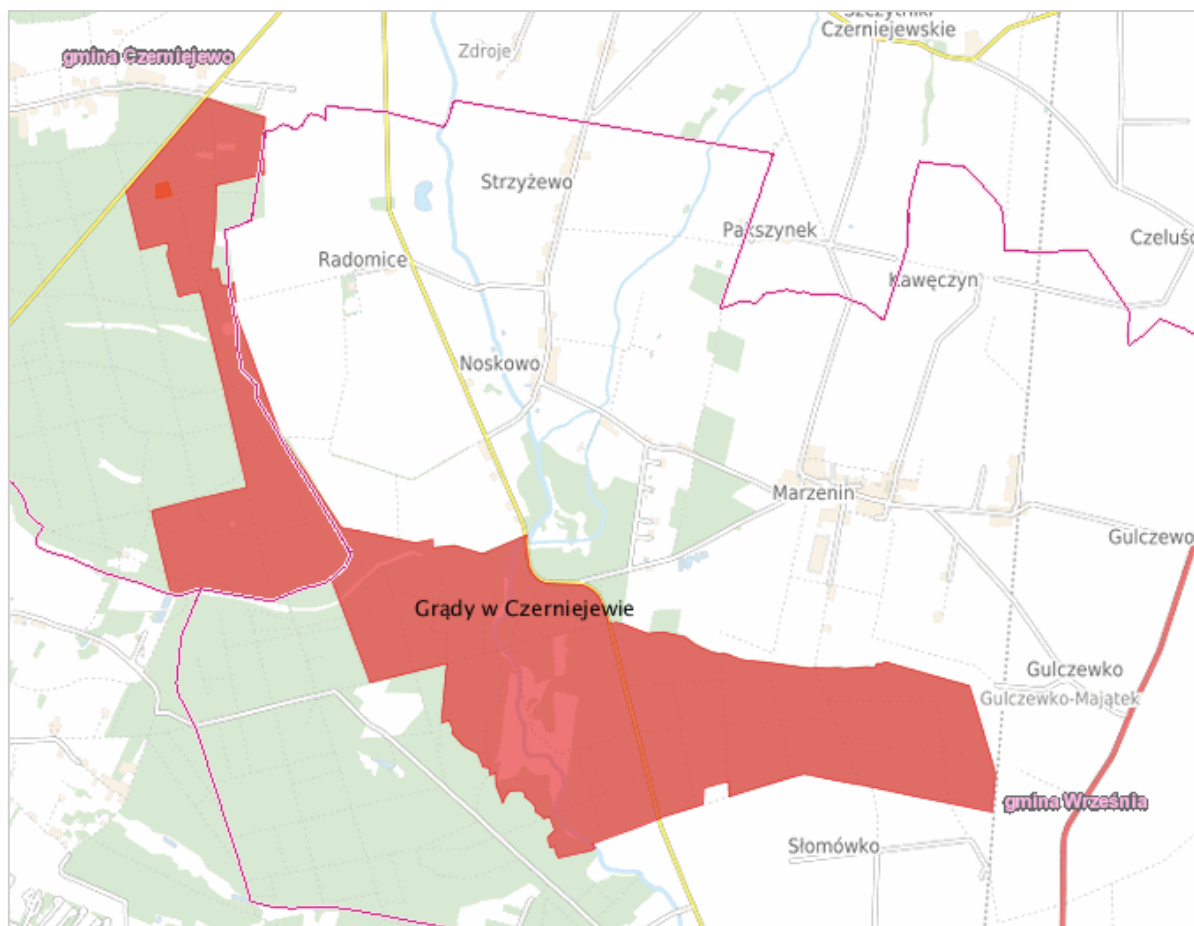 Szczytniki
Czerniejewskie
Zdroje
gmina Czerniejewo
Strzyżewo
Pakszynek
Czeluśc
Radomice
Kawęczyn
Noskowo
Marzenin
Gulczewo
Grądy w Czerniejewie
Gulczewko
Gulczewko-Majątek
gmina Września
Słomówko